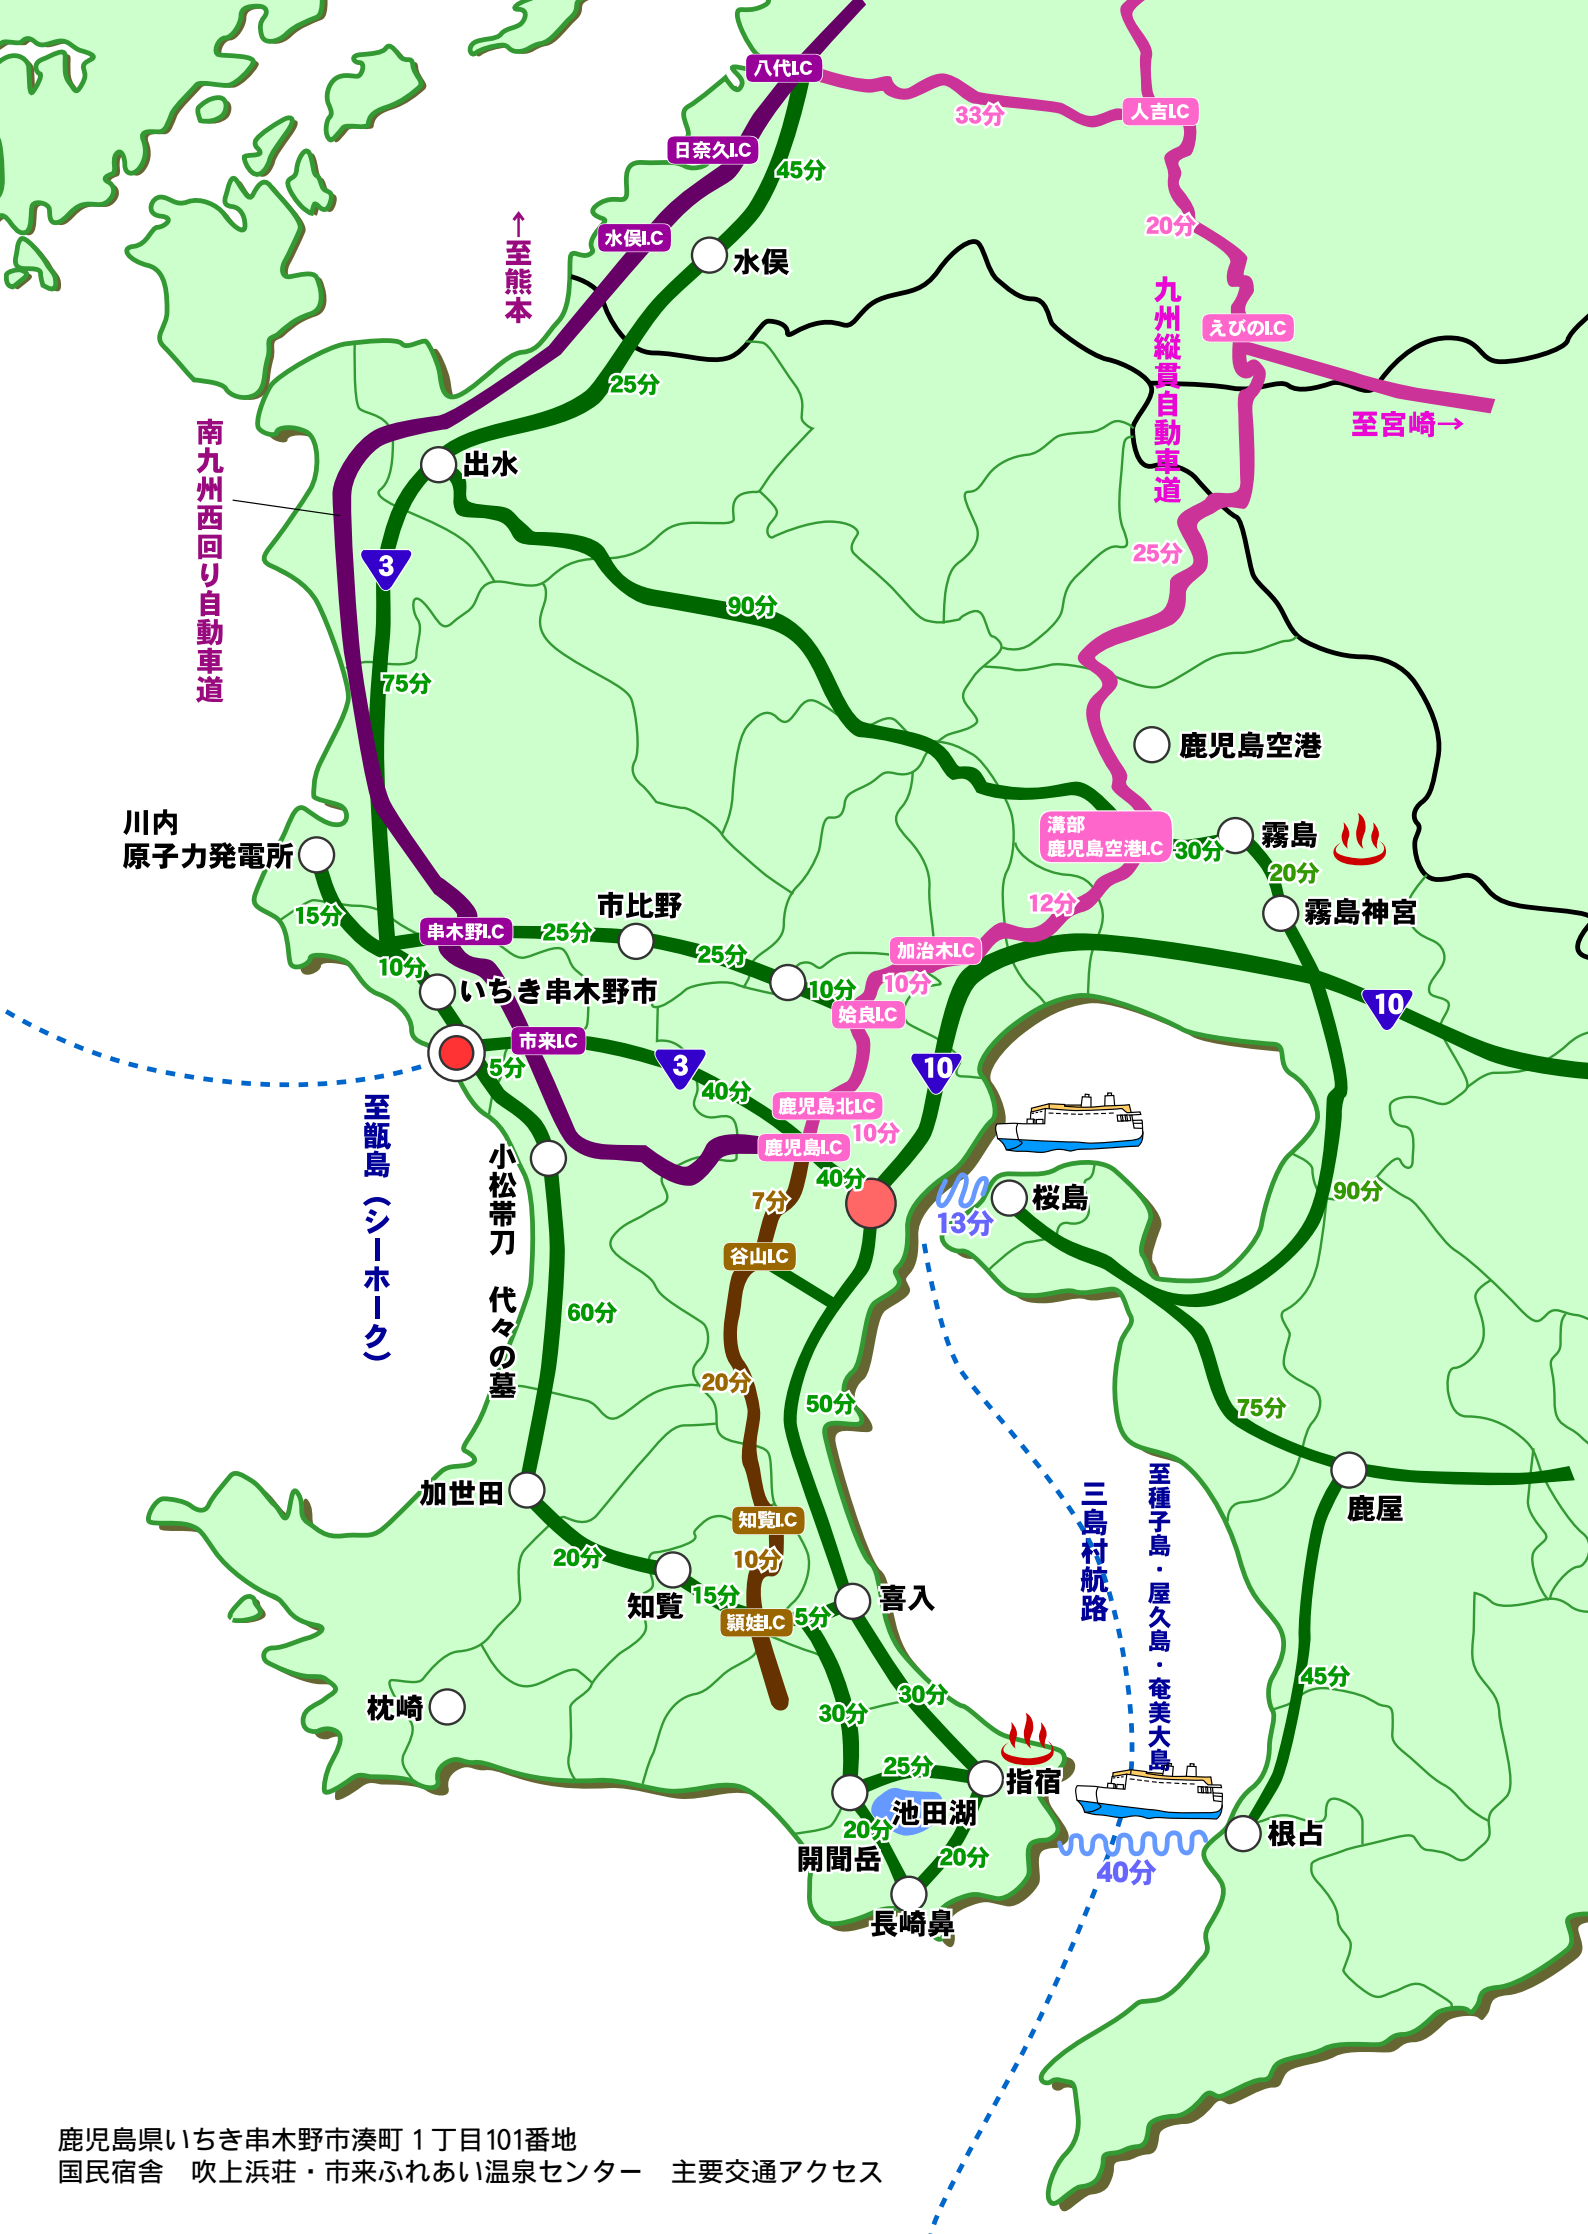 八代I.C
33分
人吉I.C
日奈久I.C
45分
20分
水俣I.C
水俣
↑至熊本
九州縦貫自動車道
えびのI.C
至宮崎→
25分
南九州西回り自動車道
出水
3
25分
90分
75分
鹿児島空港
川内
原子力発電所
溝部
鹿児島空港I.C
30分
霧島
20分
霧島神宮
市比野
15分
串木野I.C
25分
25分
12分
加治木I.C
10分
10分
10分
いちき串木野市
姶良I.C
10
市来I.C
5分
3
40分
10
鹿児島北I.C
10分
鹿児島I.C
40分
至甑島（シーホーク）
小松帯刀　代々の墓
7分
桜島
13分
90分
谷山I.C
60分
20分
50分
75分
加世田
鹿屋
三島村航路
至種子島・屋久島・奄美大島
知覧I.C
20分
10分
知覧
15分
頴娃I.C
5分
喜入
枕崎
30分
30分
45分
25分
指宿
池田湖
20分
開聞岳
20分
長崎鼻
根占
40分
鹿児島県いちき串木野市湊町１丁目101番地
国民宿舎　吹上浜荘・市来ふれあい温泉センター　主要交通アクセス